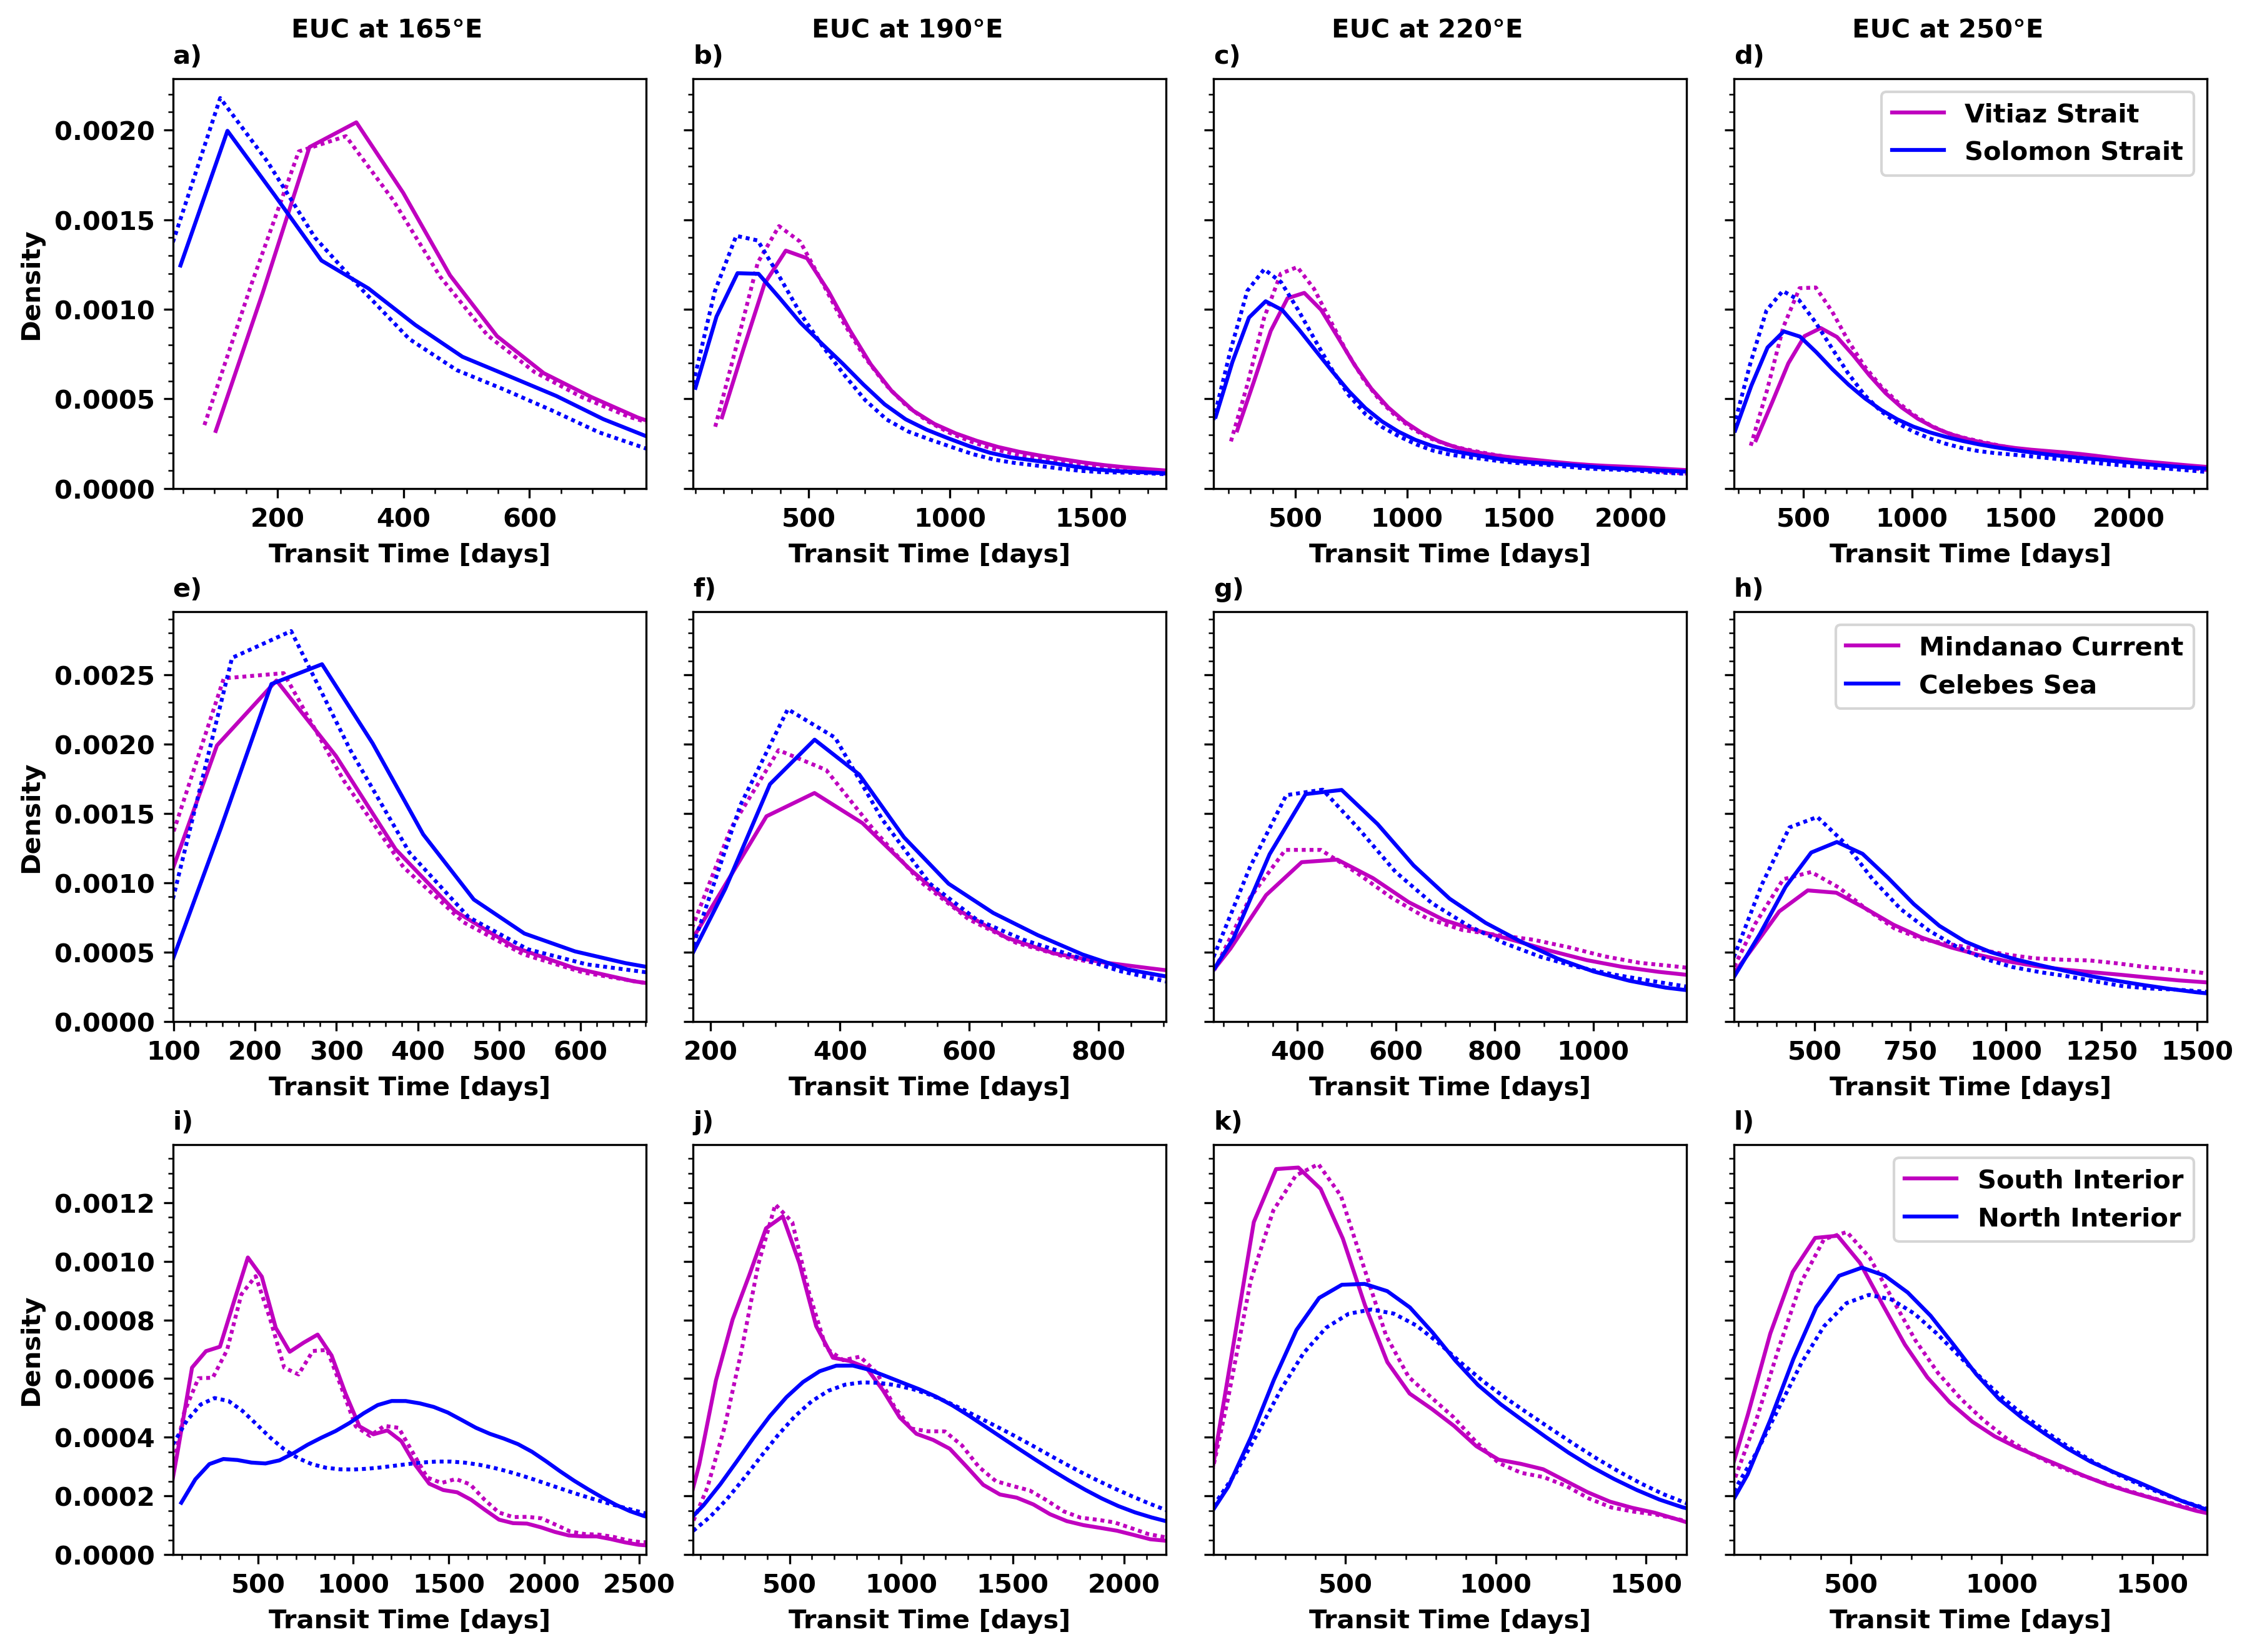 EUC at 165°E
EUC at 190°E
EUC at 220°E
EUC at 250°E
a)
b)
c)
d)
Vitiaz Strait
Solomon Strait
Density
0.0020
0.0015
0.0010
0.0005
0.0000
200 400 600
500 1000 1500
500 1000 1500 2000
500 1000 1500 2000
Transit Time [days]
Transit Time [days]
Transit Time [days]
Transit Time [days]
e)
f)
g)
h)
Mindanao Current
Celebes Sea
Density
0.0025
0.0020
0.0015
0.0010
0.0005
0.0000
100 200 300 400 500 600
200 400 600 800
400 600 800 1000
500 750 1000 1250 1500
Transit Time [days]
Transit Time [days]
Transit Time [days]
Transit Time [days]
i)
j)
k)
l)
South Interior
North Interior
Density
0.0012
0.0010
0.0008
0.0006
0.0004
0.0002
0.0000
500 1000 1500 2000 2500
500 1000 1500 2000
500 1000 1500
500 1000 1500
Transit Time [days]
Transit Time [days]
Transit Time [days]
Transit Time [days]